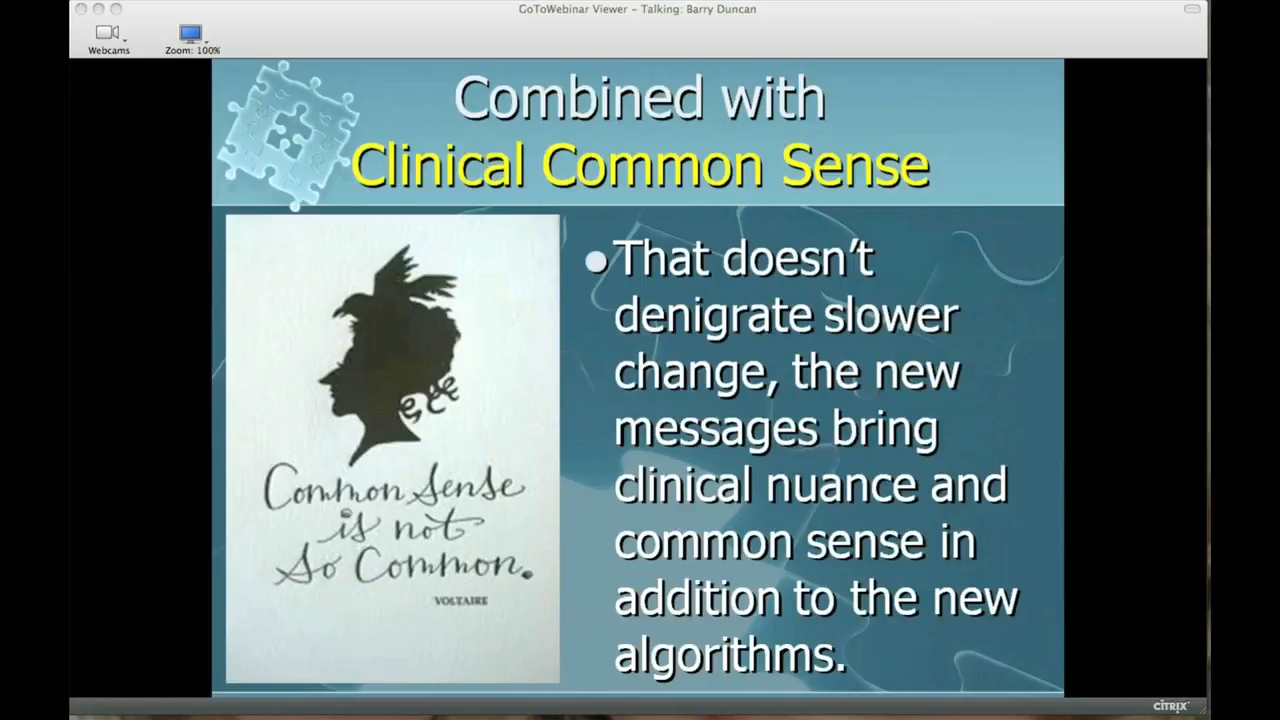 GoToWebinar Viewer – Talking: Barry Duncan
Webcams
Zoom: 100%
Combined with
Clinical Common Sense
Common Sense
is not
So Common.
VOLTAIRE
•That doesn't
denigrate slower
change, the new
messages bring
clinical nuance and
common sense in
addition to the new
algorithms.
CITRIX